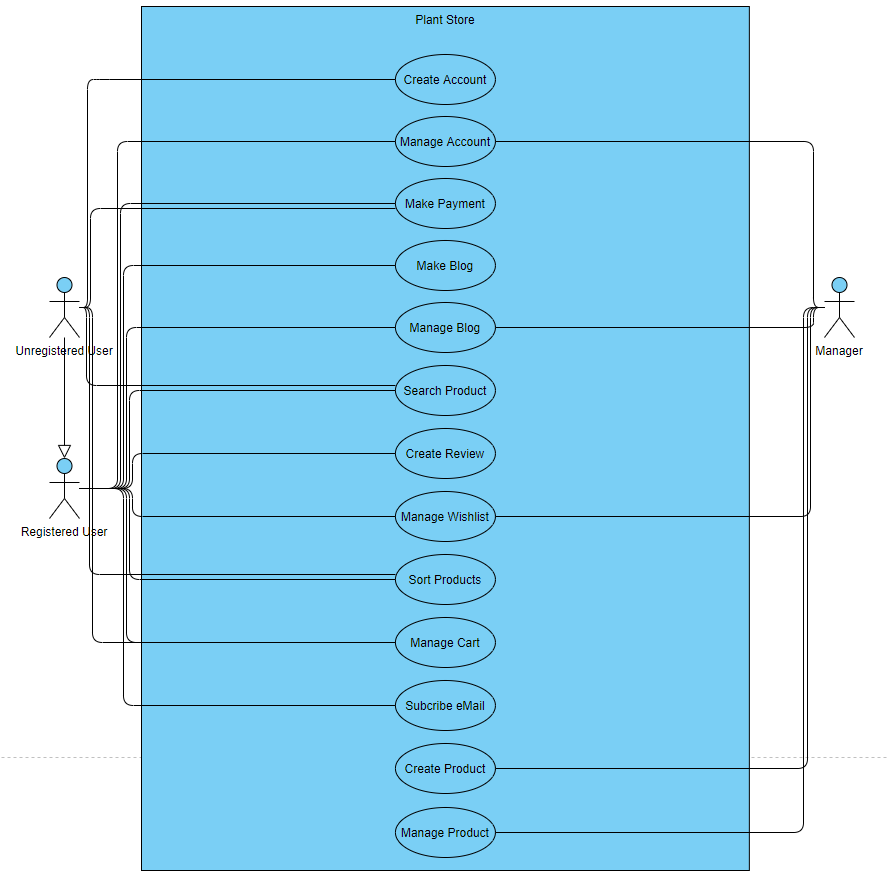 Plant Store
Create Account
Manage Account
Make Payment
Make Blog
Manage Blog
Unregistered User
Manager
Search Product
Create Review
Manage Wishlist
Registered User
Sort Products
Manage Cart
Subcribe eMail
Create Product
Manage Product